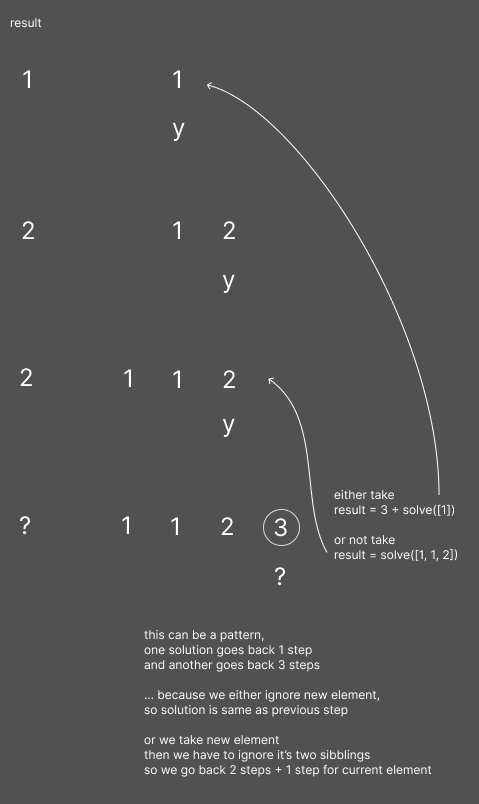 result
1 1
y
2 1 2
y
2 1 1 2
y
either take
result = 3 + solve([1])
or not take
result = solve([1, 1, 2])
? 1 1 2 3
?
this can be a pattern,
one solution goes back 1 step
and another goes back 3 steps
... because we either ignore new element,
so solution is same as previous step
or we take new element
then we have to ignore it's two sibblings
so we go back 2 steps + 1 step for current element